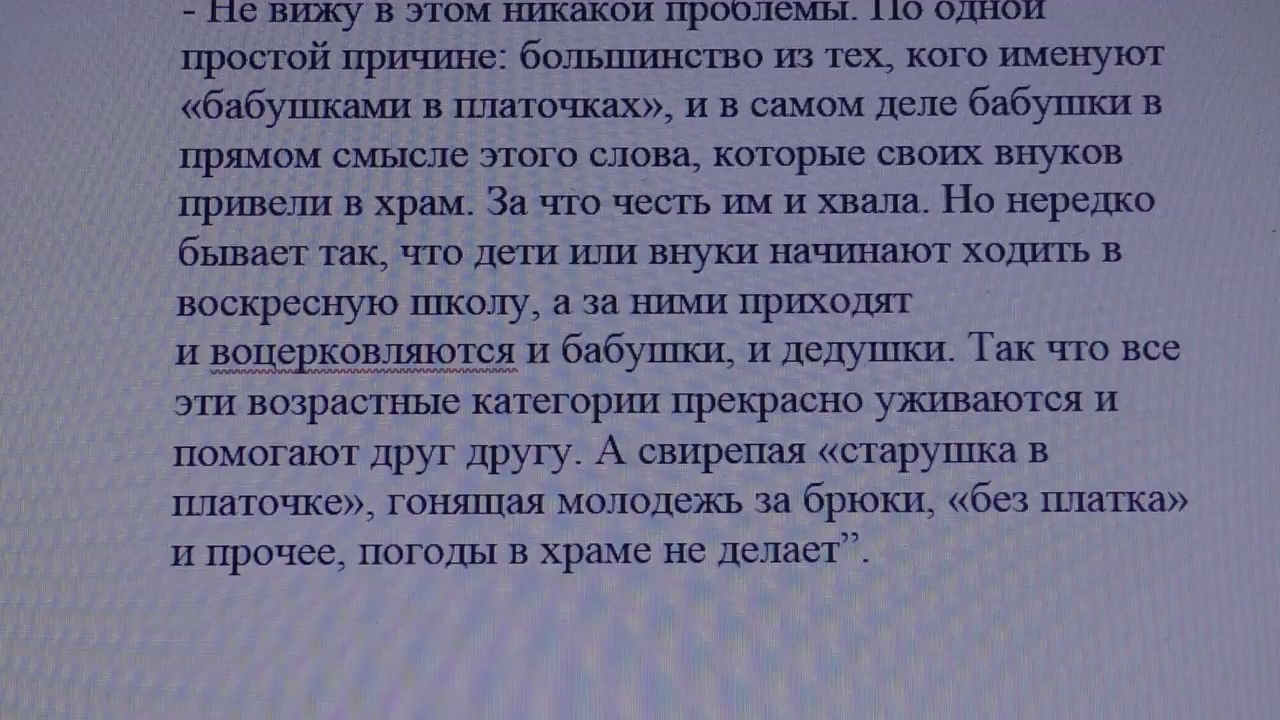 - Не вижу в этом никакой проблемы. По одной
простой причине: большинство из тех, кого именуют
«бабушками в платочках», и в самом деле бабушки в
прямом смысле этого слова, которые своих внуков
привели в храм. За что честь им и хвала. Но нередко
бывает так, что дети или внуки начинают ходить в
воскресную школу, а за ними приходят
и воцерковляются и бабушки, и дедушки. Так что все
эти возрастные категории прекрасно уживаются и
помогают друг другу. А свирепая «старушка в
платочке», гонящая молодежь за брюки, «без платка»
и прочее, погоды в храме не делает”.